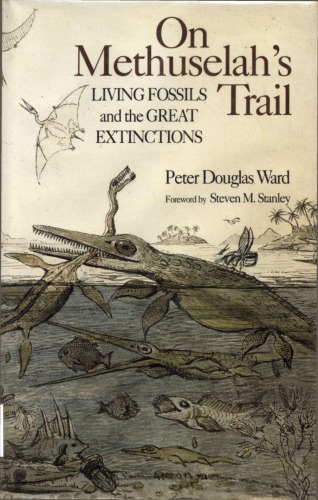 On
Methuselah's
Trail
LIVING FOSSILS
and the GREAT
EXTINCTIONS
Peter Douglas Ward
Foreword by Steven M. Stanley